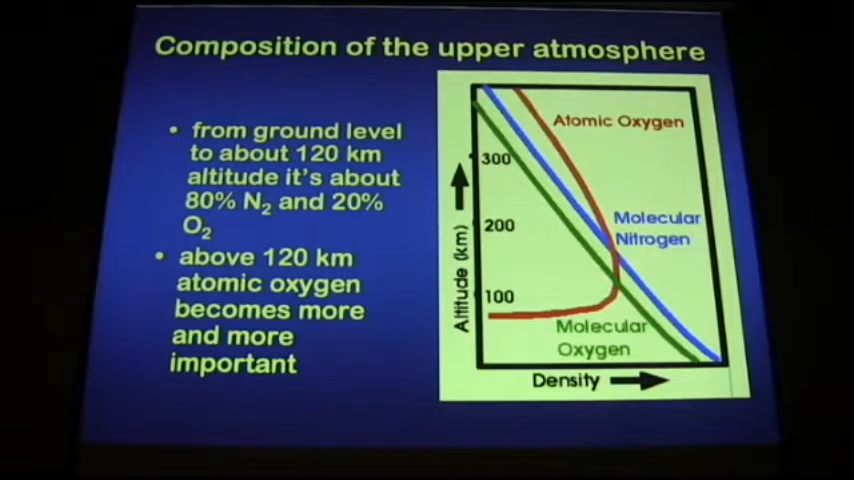 Composition of the upper atmosphere
• from ground level
to about 120 km
altitude it's about
80% N₂ and 20%
O₂
• above 120 km
atomic oxygen
becomes more
and more
important
Atomic Oxygen
300
Molecular
Nitrogen
200
Altitude (km)
100
Molecular
Oxygen
Density